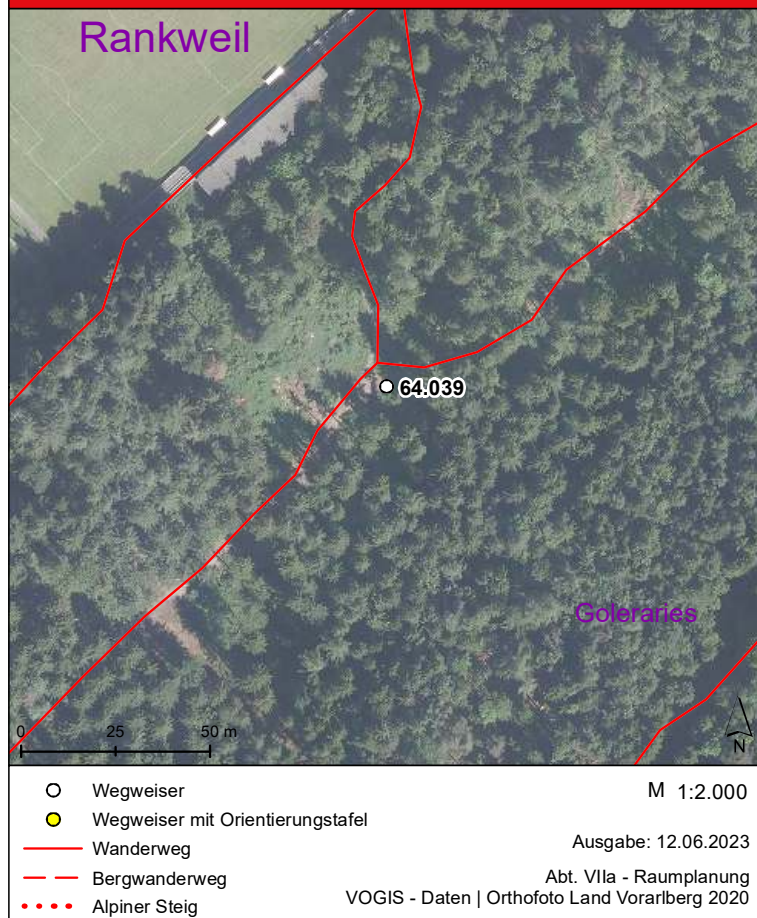 Rankweil
64.039
Goleraries
0 25 50 m
N
Wegweiser
M 1:2.000
Wegweiser mit Orientierungstafel
Wanderweg
Ausgabe: 12.06.2023
Bergwanderweg
Abt. VIIa - Raumplanung
Alpiner Steig
VOGIS - Daten | Orthofoto Land Vorarlberg 2020